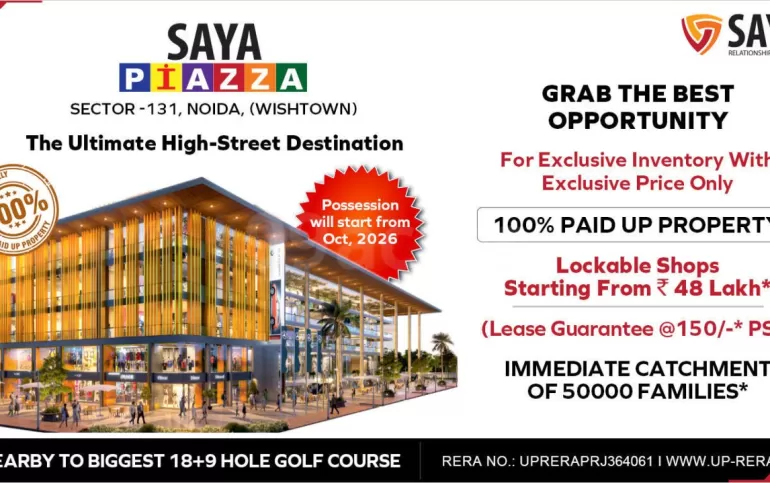 SAYA
PIAZZA
SECTOR -131, NOIDA, (WISHTOWN)
The Ultimate High-Street Destination
100%
PAID UP PROPERTY
Possession
will start from
Oct, 2026
SAY
RELATIONSHIP
GRAB THE BEST
OPPORTUNITY
For Exclusive Inventory With
Exclusive Price Only
100% PAID UP PROPERTY
Lockable Shops
Starting From ₹ 48 Lakh*
(Lease Guarantee @150/-* PS
IMMEDIATE CATCHMENT
OF 50000 FAMILIES*
EARBY TO BIGGEST 18+9 HOLE GOLF COURSE
RERA NO.: UPRERAPRJ364061 I WWW.UP-RERA